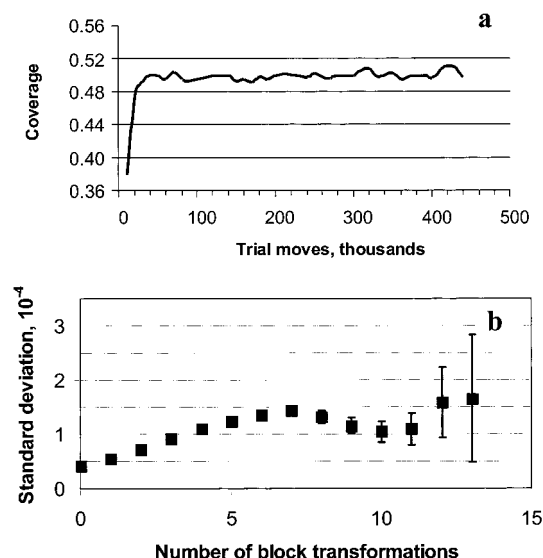 a
0.56
0.52
0.48
0.44
0.40
0.36
Coverage
0 100 200 300 400 500
Trial moves, thousands
b
3
2
1
0
Standard deviation, 10-4
0 5 10 15
Number of block transformations